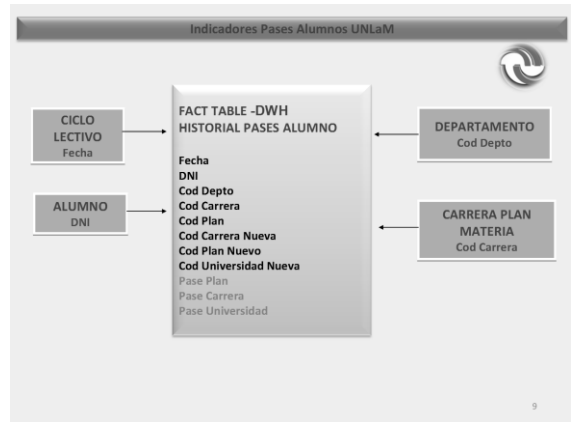 Indicadores Pases Alumnos UNLaM
CICLO
LECTIVO
Fecha
ALUMNO
DNI
FACT TABLE -DWH
HISTORIAL PASES ALUMNO
Fecha
DNI
Cod Depto
Cod Carrera
Cod Plan
Cod Carrera Nueva
Cod Plan Nuevo
Cod Universidad Nueva
Pase Plan
Pase Carrera
Pase Universidad
DEPARTAMENTO
Cod Depto
CARRERA PLAN
MATERIA
Cod Carrera
9